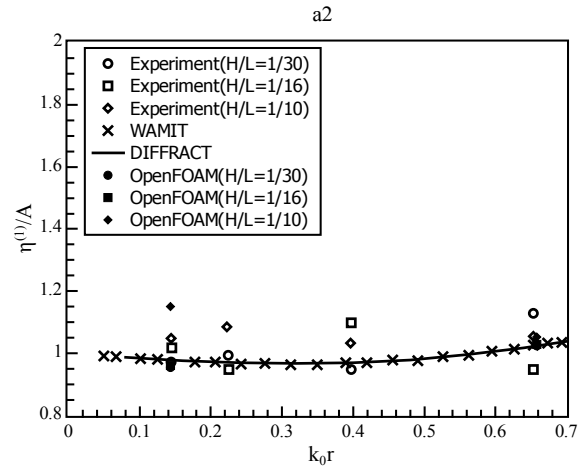 a2
2
1.8
1.6
1.4
1.2
1
0.8
η(1)/A
Experiment(H/L=1/30)
Experiment(H/L=1/16)
Experiment(H/L=1/10)
WAMIT
DIFFRACT
OpenFOAM(H/L=1/30)
OpenFOAM(H/L=1/16)
OpenFOAM(H/L=1/10)
0 0.1 0.2 0.3 0.4 0.5 0.6 0.7
k0r